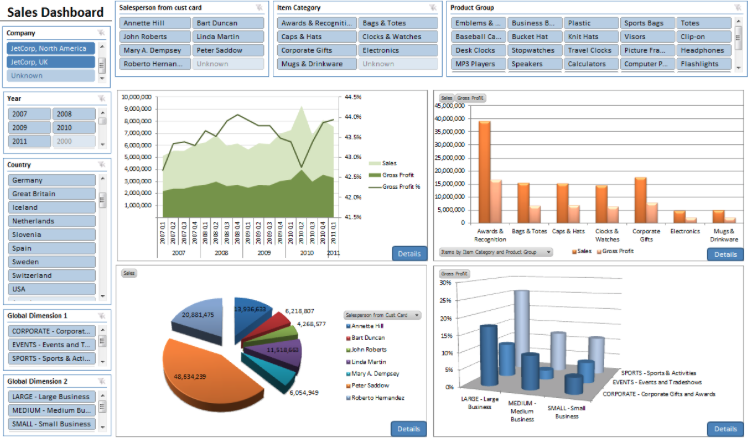 Sales Dashboard
Company
JetCorp, North America
JetCorp, UK
Unknown
Year
2007 2008
2009 2010
2011 2000
Country
Germany
Great Britain
Iceland
Netherlands
Slovenia
Spain
Sweden
Switzerland
USA
Global Dimension 1
CORPORATE - Corporat...
EVENTS - Events and T...
SPORTS - Sports & Acti...
Global Dimension 2
LARGE - Large Business
MEDIUM - Medium Bu...
SMALL - Small Business
Salesperson from cust card
Annette Hill Bart Duncan
John Roberts Linda Martin
Mary A. Dempsey Peter Saddow
Roberto Hernan... Unknown
Item Category
Awards & Recogniti... Bags & Totes
Caps & Hats Clocks & Watches
Corporate Gifts Electronics
Mugs & Drinkware Unknown
Product Group
Emblems & ... Business B... Plastic Sports Bags Totes
Baseball Ca... Bucket Hat Knit Hats Visors Clip-on
Desk Clocks Stopwatches Travel Clocks Picture Fra... Headphones
MP3 Players Speakers Calculators Computer P... Flashlights
10,000,000 44.5%
9,000,000
8,000,000 44.0%
7,000,000 43.5%
6,000,000
5,000,000 43.0%
4,000,000 42.5%
3,000,000
2,000,000 42.0%
1,000,000
41.5%
Sales
Gross Profit
Gross Profit %
2007 Q1 2007 Q2 2007 Q3 2007 Q4 2008 Q1 2008 Q2 2008 Q3 2008 Q4 2009 Q1 2009 Q2 2009 Q3 2009 Q4 2010 Q1 2010 Q2 2010 Q3 2010 Q4 2011 Q1
2007 2008 2009 2010 2011
Details
Sales Gross Profit
45,000,000
40,000,000
35,000,000
30,000,000
25,000,000
20,000,000
15,000,000
10,000,000
5,000,000
0
Awards & Recognition Bags & Totes Caps & Hats Clocks & Watches Corporate Gifts Electronics Mugs & Drinkware
Items by Item Category and Product Group
Sales Gross Profit
Details
Sales
20,881,475
6,218,807
4,266,577
6,054,949
48,534,239
Salesperson from Cust Card
Annette Hill
Bart Duncan
John Roberts
Linda Martin
Mary A. Dempsey
Peter Saddow
Roberto Hernandez
Details
Gross Profit
30%
25%
20%
15%
10%
5%
0%
SPORTS - Sports & Activities
EVENTS - Events and Tradeshows
CORPORATE - Corporate Gifts and Awards
LARGE - Large Business
MEDIUM - Medium Business
SMALL - Small Business
Details